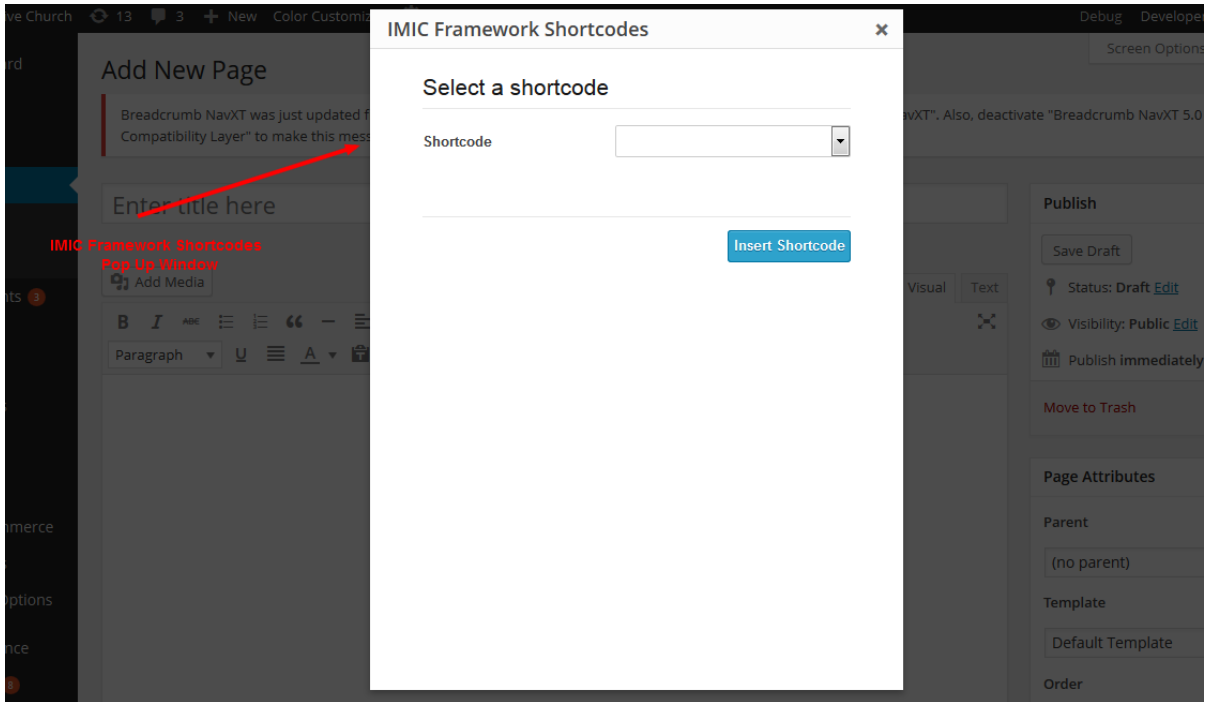 ve Church 13 3 New Color Customiz Debug Developer
IMIC Framework Shortcodes
Screen Options
rd
Add New Page
Select a shortcode
Breadcrumb NavXT was just updated f
avXT". Also, deactivate "Breadcrumb NavXT 5.0
Compatibility Layer" to make this mess
Shortcode
Enter title here
Publish
IMIC Framework Shortcodes
Pop Up Window
Insert Shortcode
Save Draft
Add Media
Visual Text
Status: Draft Edit
nts 3
B I ABC
Visibility: Public Edit
Paragraph U A T
Publish immediately
Move to Trash
s
Page Attributes
Parent
mmerce
(no parent)
s
Options
Template
Default Template
nce
8
Order